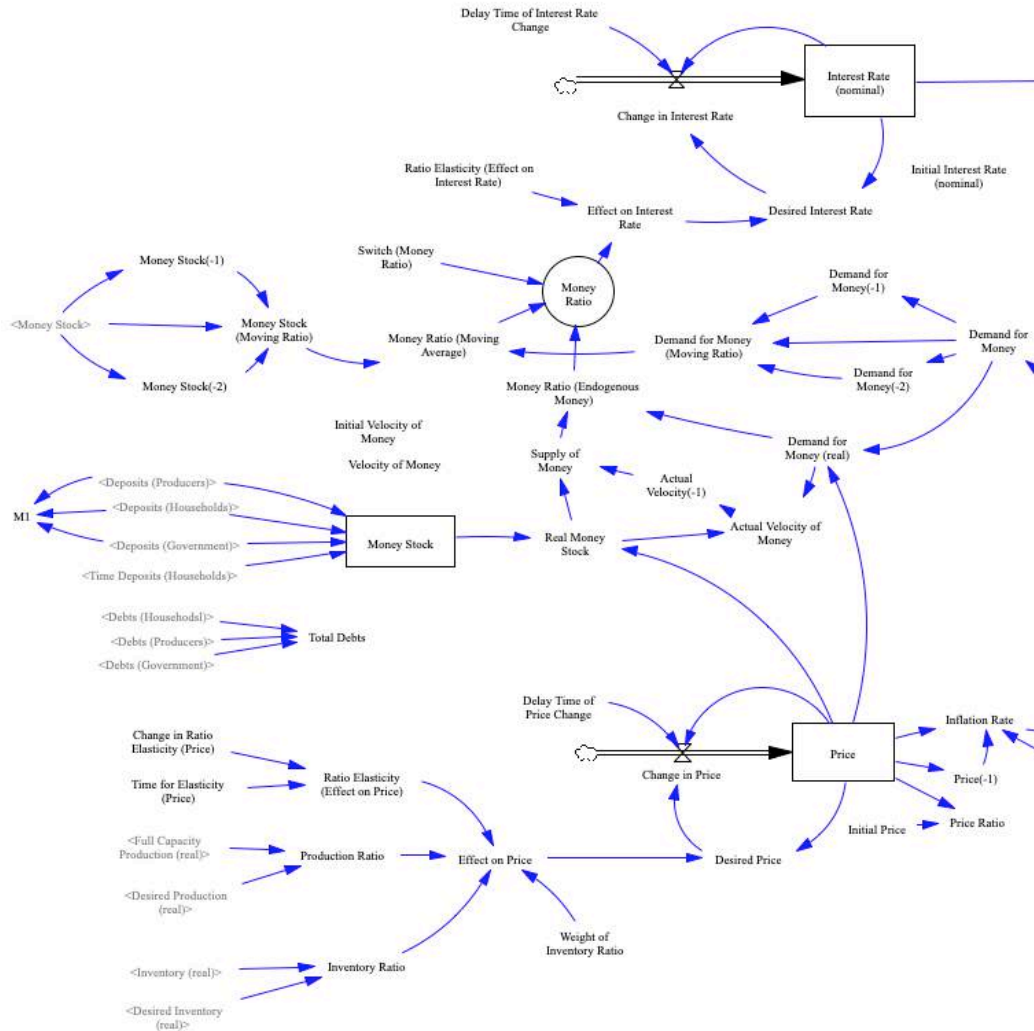 Delay Time of Interest Rate
Change
Interest Rate
(nominal)
Change in Interest Rate
Initial Interest Rate
(nominal)
Ratio Elasticity (Effect on
Interest Rate)
Effect on Interest
Rate
Desired Interest Rate
Switch (Money
Ratio)
Money
Ratio
Money Stock(-1)
<Money Stock>
Money Stock
(Moving Ratio)
Money Stock(-2)
Money Ratio (Moving
Average)
Demand for Money
(Moving Ratio)
Demand for
Money(-1)
Demand for
Money
Demand for
Money(-2)
Money Ratio (Endogenous
Money)
Initial Velocity of
Money
Velocity of Money
Supply of
Money
Demand for
Money (real)
Actual
Velocity(-1)
Actual Velocity of
Money
M1
<Deposits (Producers)>
<Deposits (Households)>
<Deposits (Government)>
<Time Deposits (Households)>
Money Stock
Real Money
Stock
<Debts (Househodsl)>
<Debts (Producers)>
<Debts (Government)>
Total Debts
Delay Time of
Price Change
Change in Price
Price
Inflation Rate
Price(-1)
Initial Price
Price Ratio
Change in Ratio
Elasticity (Price)
Time for Elasticity
(Price)
Ratio Elasticity
(Effect on Price)
<Full Capacity
Production (real)>
<Desired Production
(real)>
Production Ratio
Effect on Price
Desired Price
Weight of
Inventory Ratio
<Inventory (real)>
<Desired Inventory
(real)>
Inventory Ratio